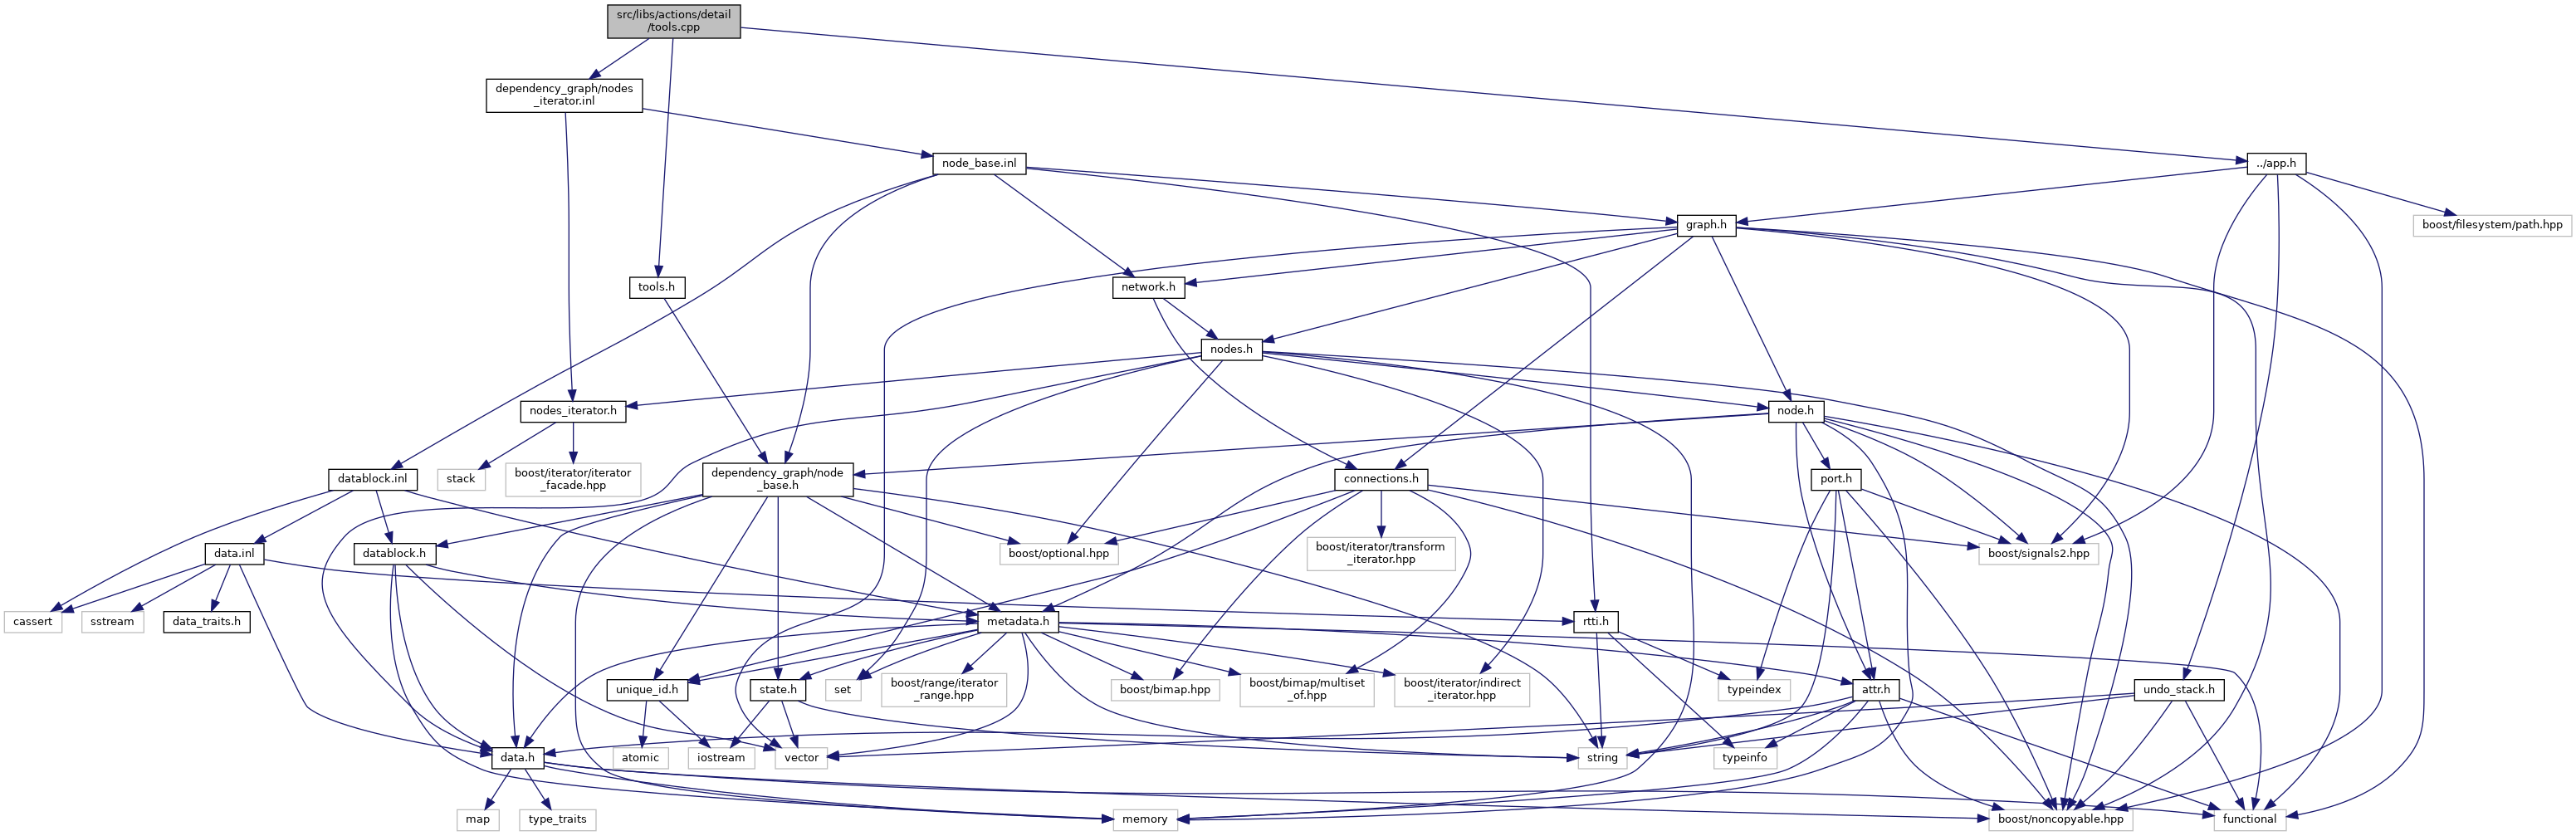 src/libs/actions/detail
/tools.cpp
dependency_graph/nodes
_iterator.inl
node_base.inl
../app.h
graph.h
boost/filesystem/path.hpp
tools.h
network.h
nodes.h
nodes_iterator.h
node.h
datablock.inl
stack
boost/iterator/iterator
_facade.hpp
dependency_graph/node
_base.h
connections.h
port.h
data.inl
datablock.h
boost/optional.hpp
boost/iterator/transform
_iterator.hpp
boost/signals2.hpp
cassert
sstream
data_traits.h
metadata.h
rtti.h
unique_id.h
state.h
set
boost/range/iterator
_range.hpp
boost/bimap.hpp
boost/bimap/multiset
_of.hpp
boost/iterator/indirect
_iterator.hpp
typeindex
attr.h
undo_stack.h
data.h
atomic
iostream
vector
string
typeinfo
map
type_traits
memory
boost/noncopyable.hpp
functional